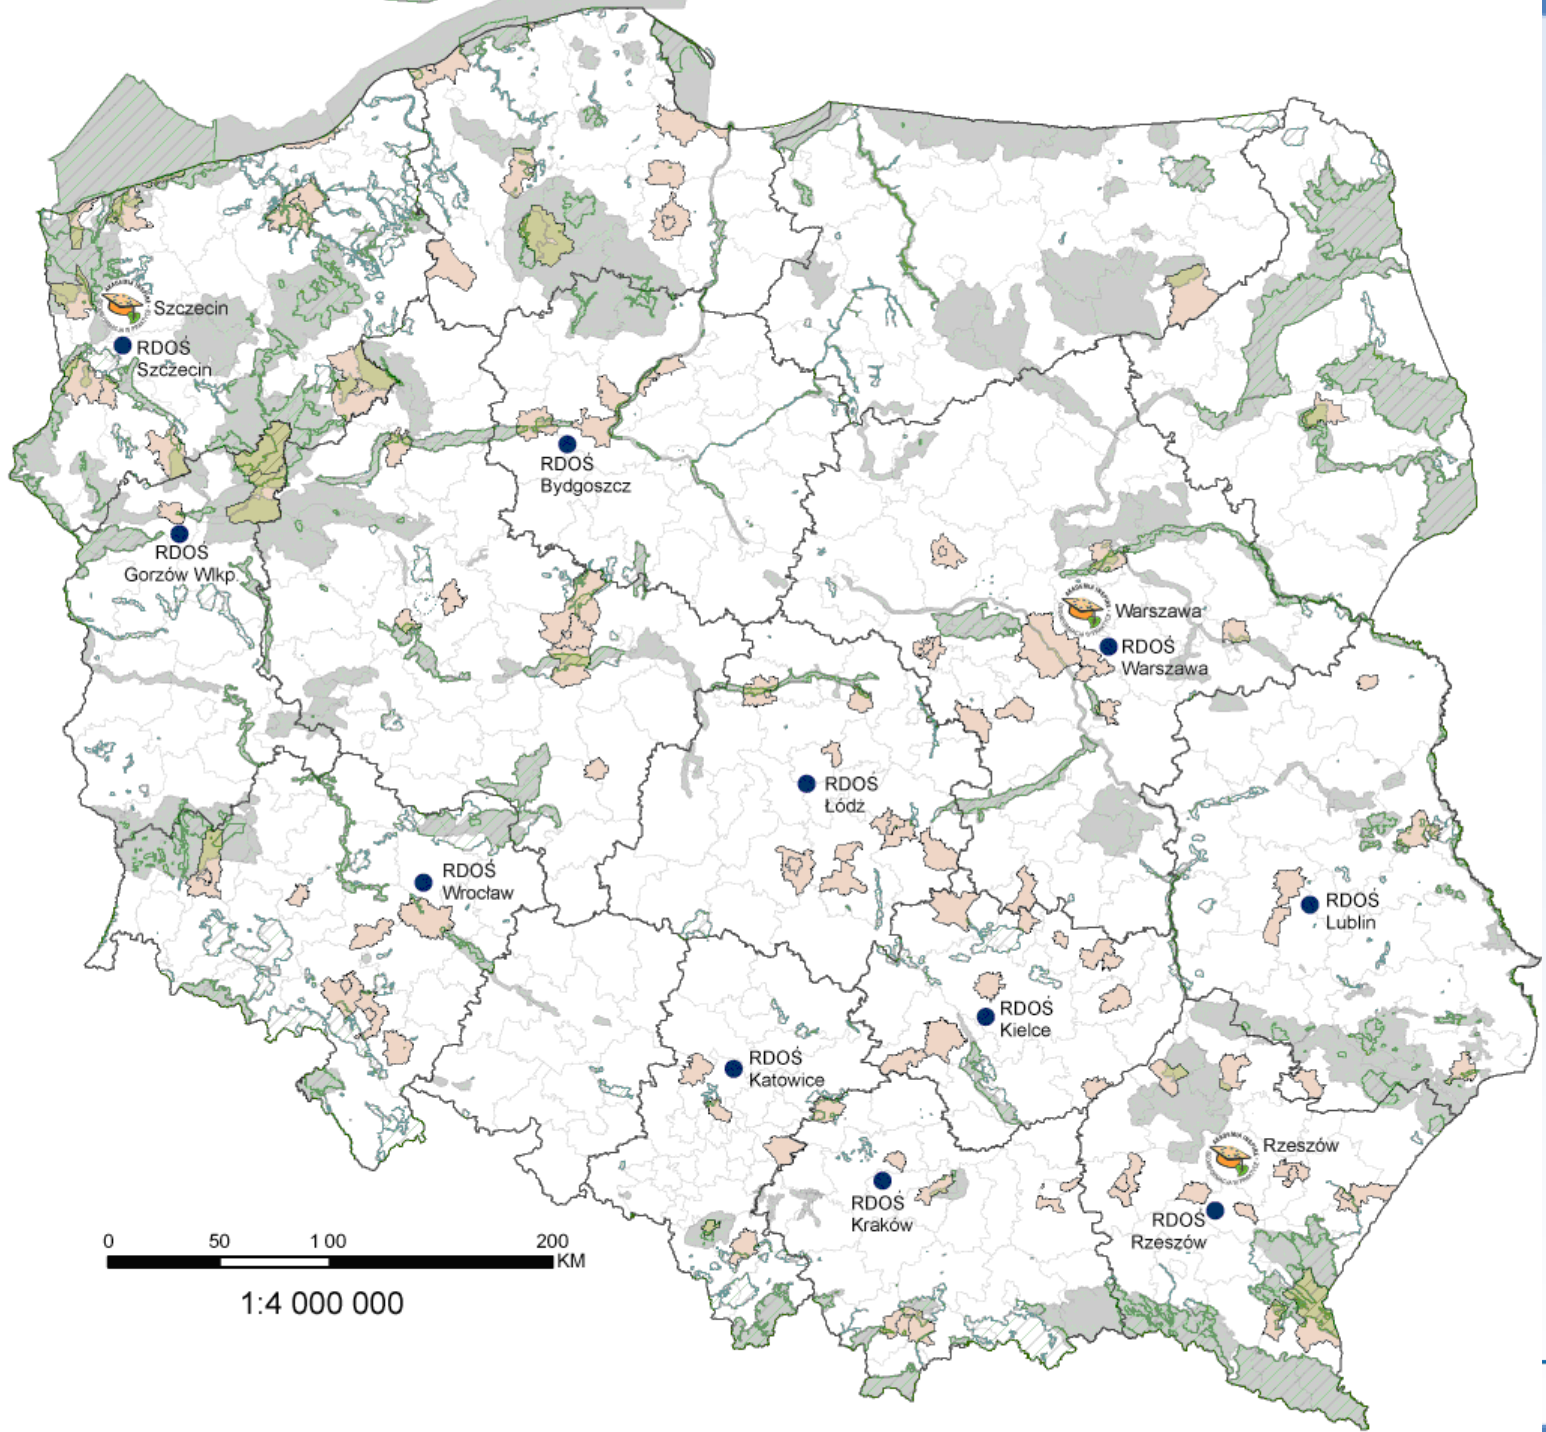 Szczecin
RDOŚ
Szczecin
RDOŚ
Bydgoszcz
RDOŚ
Gorzów Wlkp.
Warszawa
RDOŚ
Warszawa
RDOŚ
Łódź
RDOŚ
Wrocław
RDOŚ
Lublin
RDOŚ
Kielce
RDOŚ
Katowice
Rzeszów
RDOŚ
Kraków
RDOŚ
Rzeszów
0 50 100 200
KM
1:4 000 000